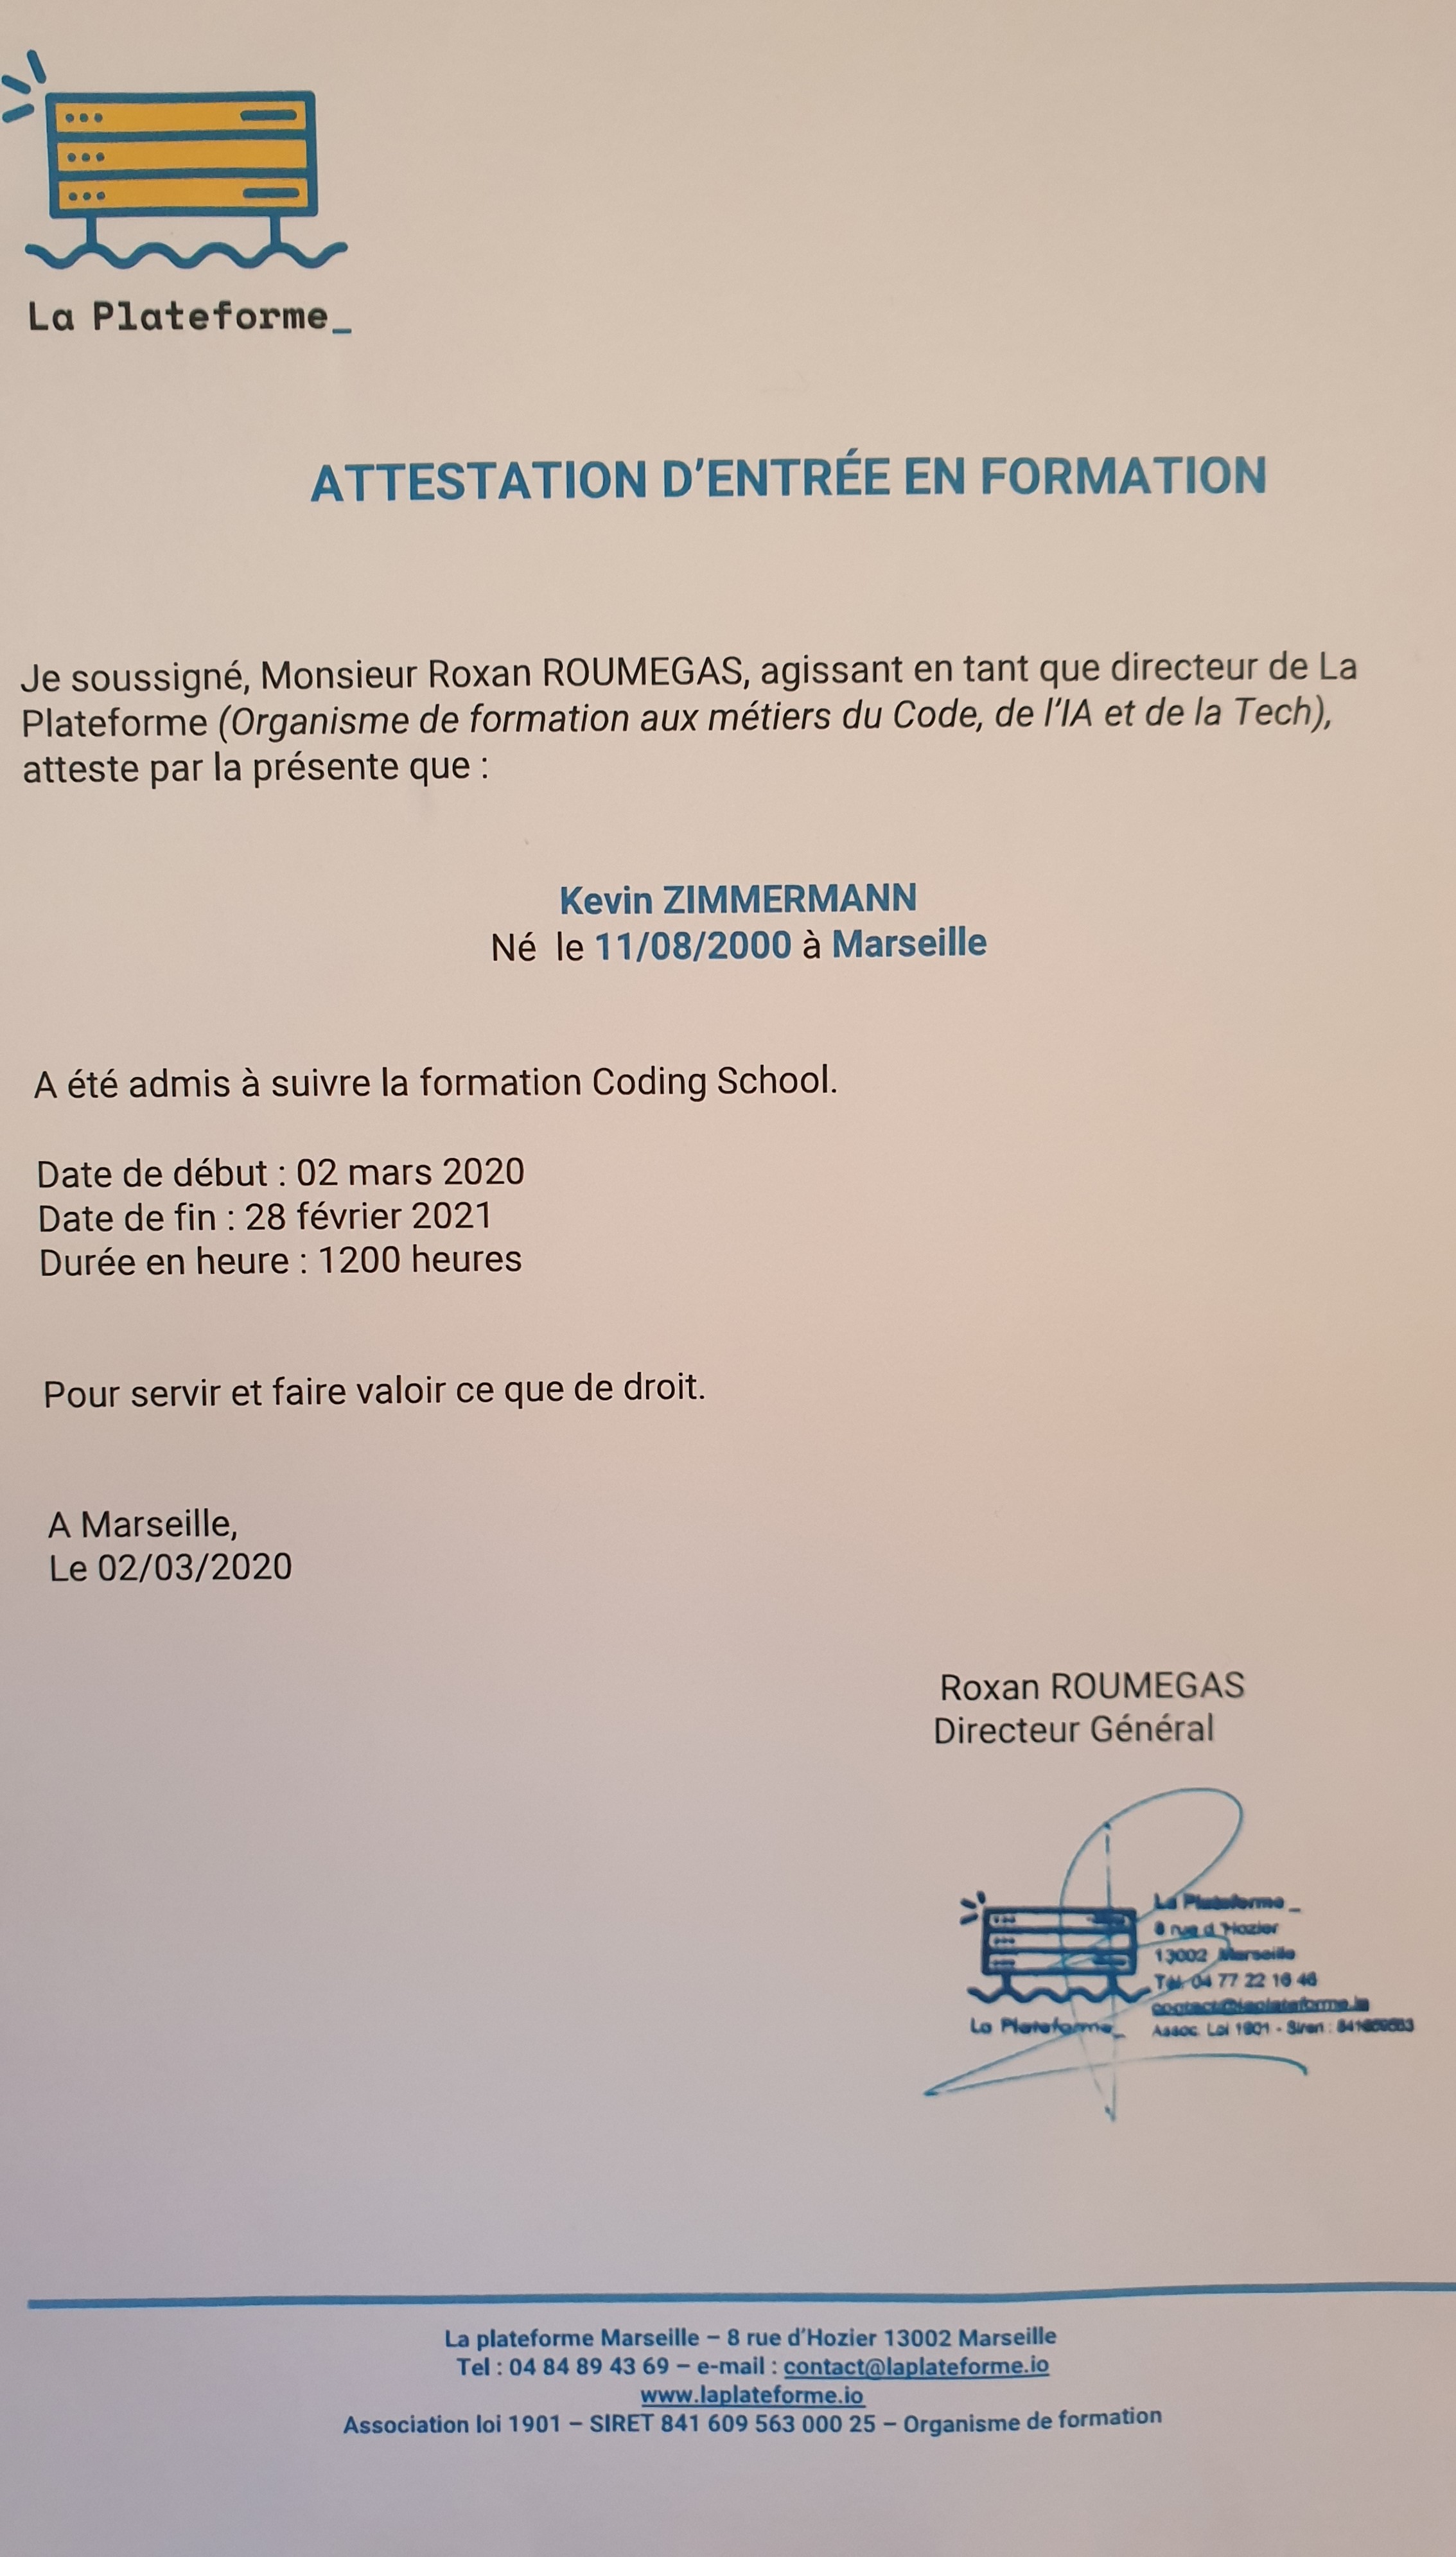 La Plateforme_
ATTESTATION D'ENTRÉE EN FORMATION
Je soussigné, Monsieur Roxan ROUMEGAS, agissant en tant que directeur de La
Plateforme (Organisme de formation aux métiers du Code, de l'IA et de la Tech),
atteste par la présente que :
Kevin ZIMMERMANN
Né le 11/08/2000 à Marseille
A été admis à suivre la formation Coding School.
Date de début : 02 mars 2020
Date de fin : 28 février 2021
Durée en heure : 1200 heures
Pour servir et faire valoir ce que de droit.
A Marseille,
Le 02/03/2020
Roxan ROUMEGAS
Directeur Général
La Plateforme_
La Plateforme_
8 rue d'Hozier
13002 Marseille
Tél. 04 77 22 16 46
contact@laplateforme.io
Assoc. Loi 1901 - Siren :
La plateforme Marseille – 8 rue d'Hozier 13002 Marseille
Tel : 04 84 89 43 69 – e-mail : contact@laplateforme.io
www.laplateforme.io
Association loi 1901 – SIRET 841 609 563 000 25 – Organisme de formation